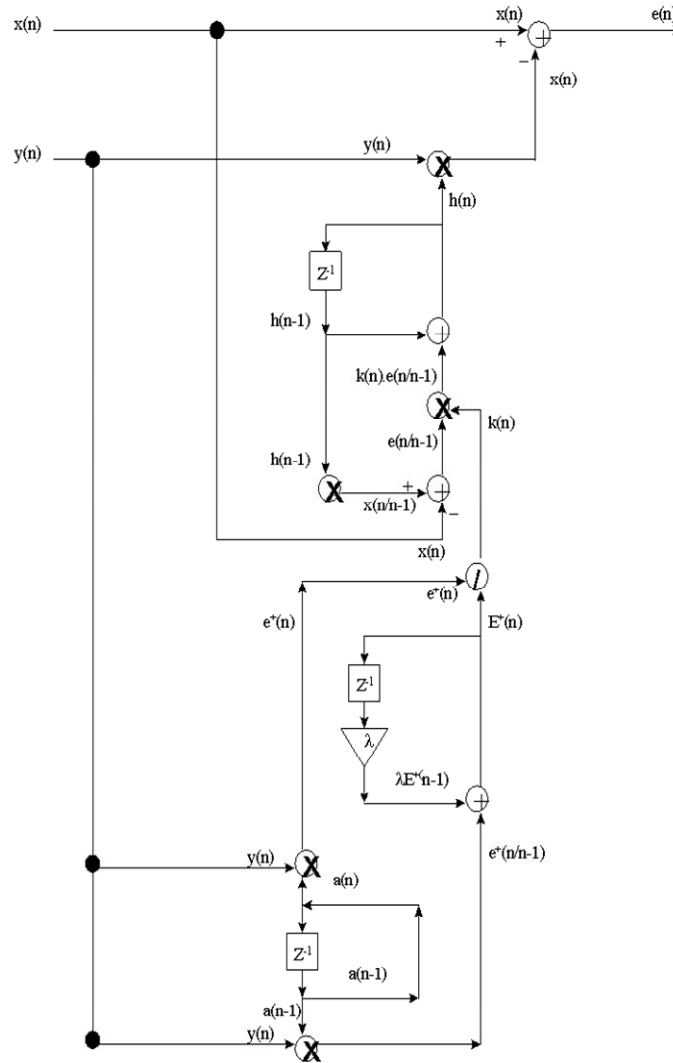 x(n)
x(n)
e(n)
+
+
−
x(n)
y(n)
y(n)
X
h(n)
Z⁻¹
h(n-1)
+
k(n).e(n/n-1)
X
k(n)
e(n/n-1)
h(n-1)
X
+
+
x(n/n-1)
−
x(n)
e⁺(n)
/
e⁺(n)
E⁺(n)
Z⁻¹
λ
λE⁺(n-1)
+
e⁺(n/n-1)
y(n)
X
a(n)
Z⁻¹
a(n-1)
a(n-1)
y(n)
X